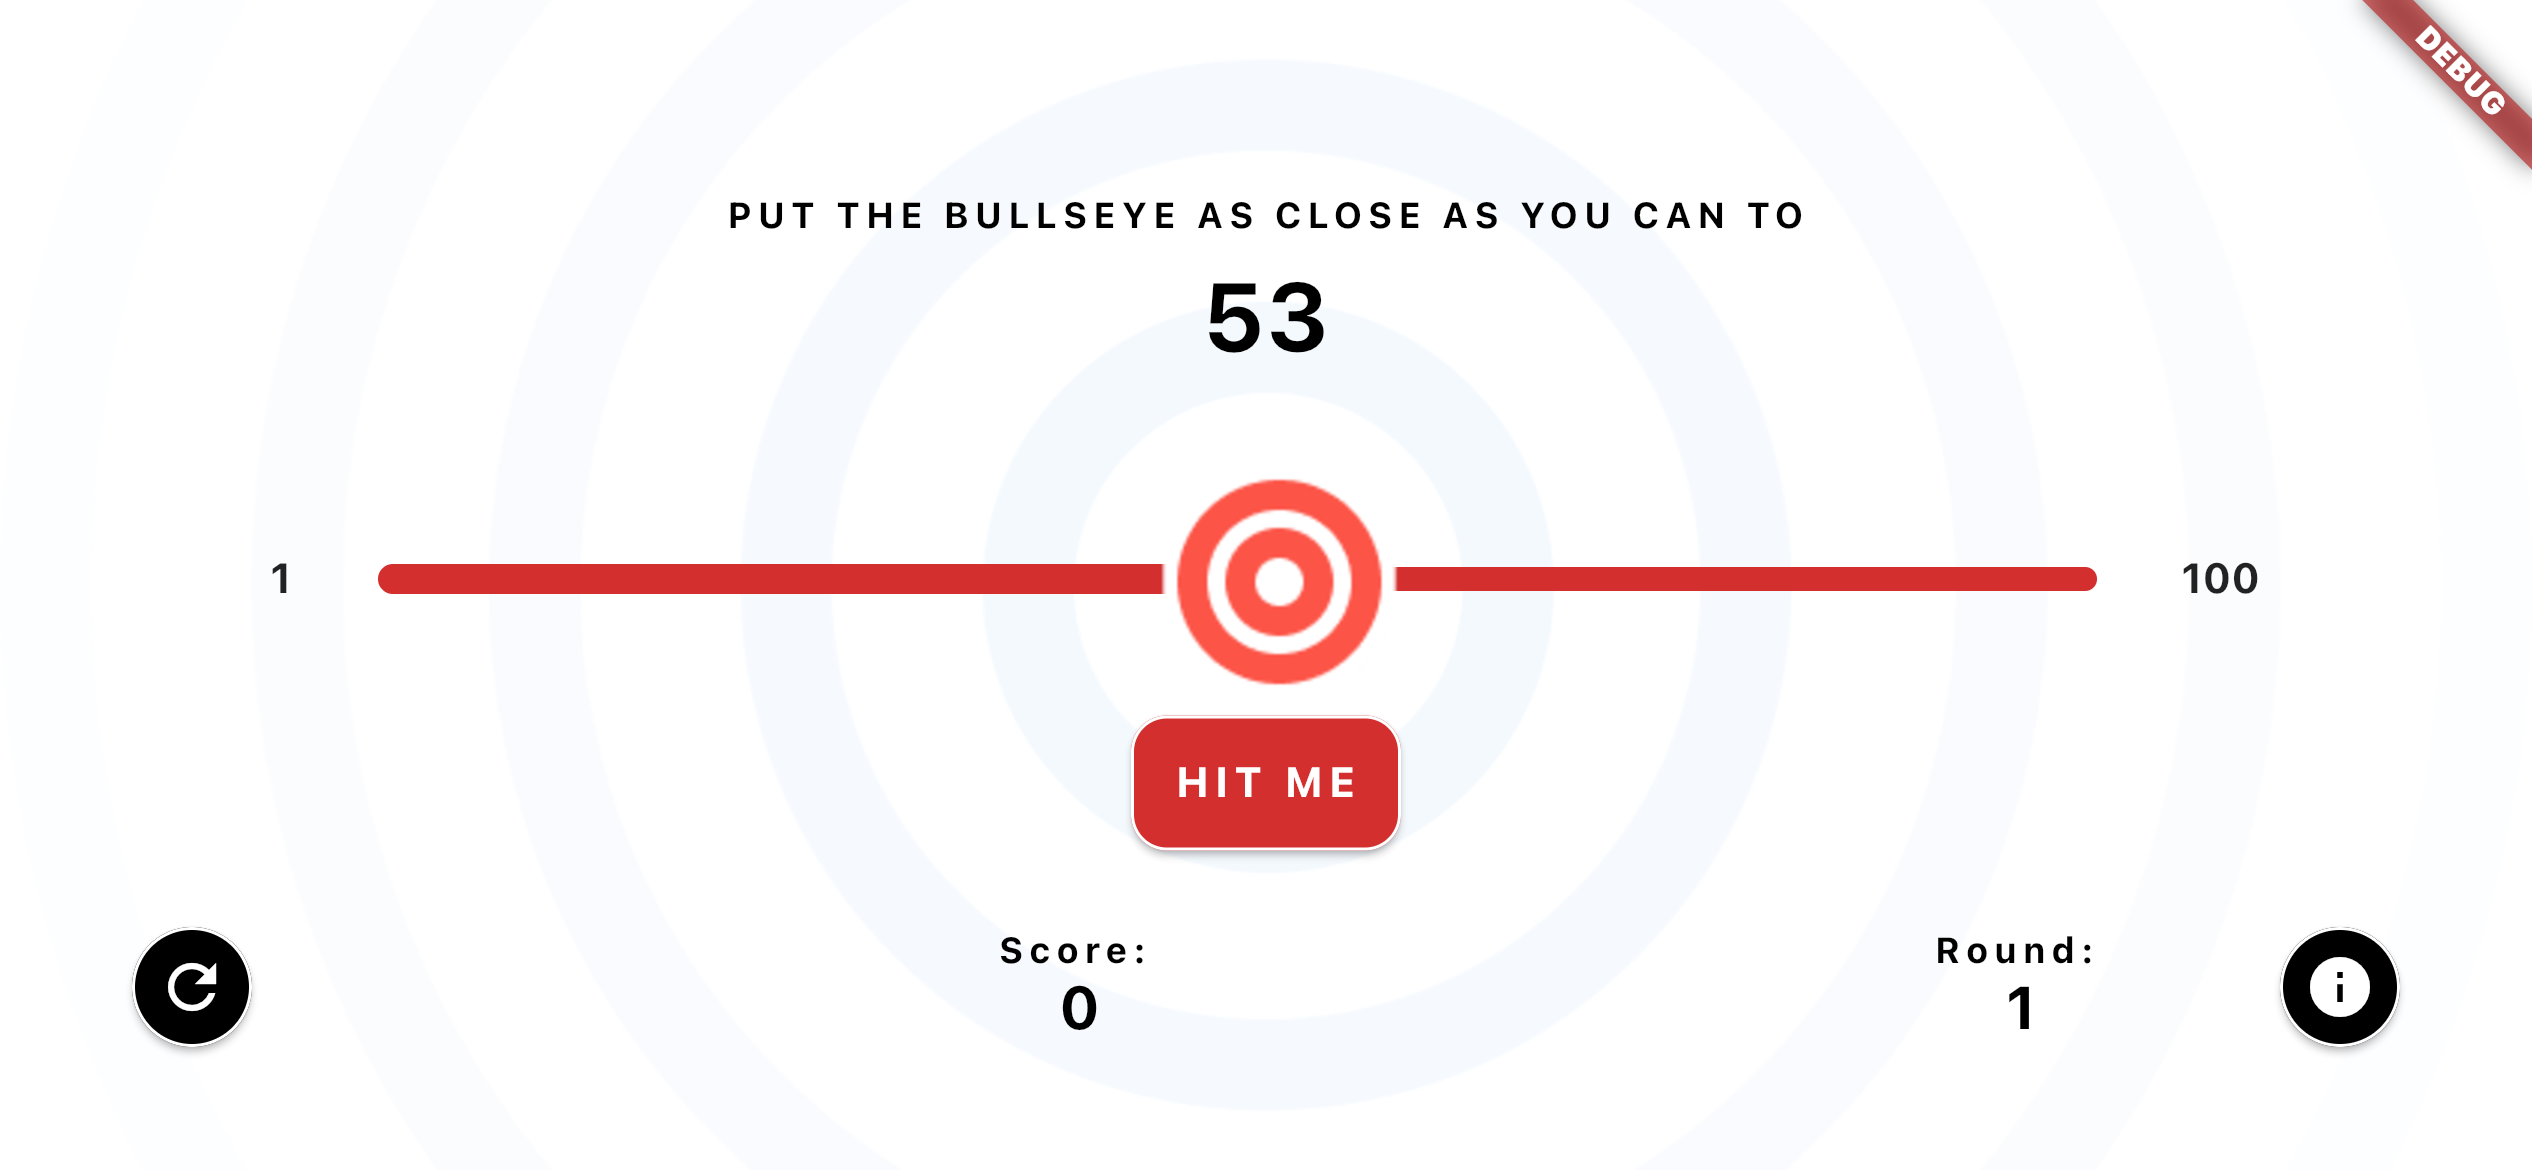 DEBUG
PUT THE BULLSEYE AS CLOSE AS YOU CAN TO
53
1
100
HIT ME
Score:
0
Round:
1